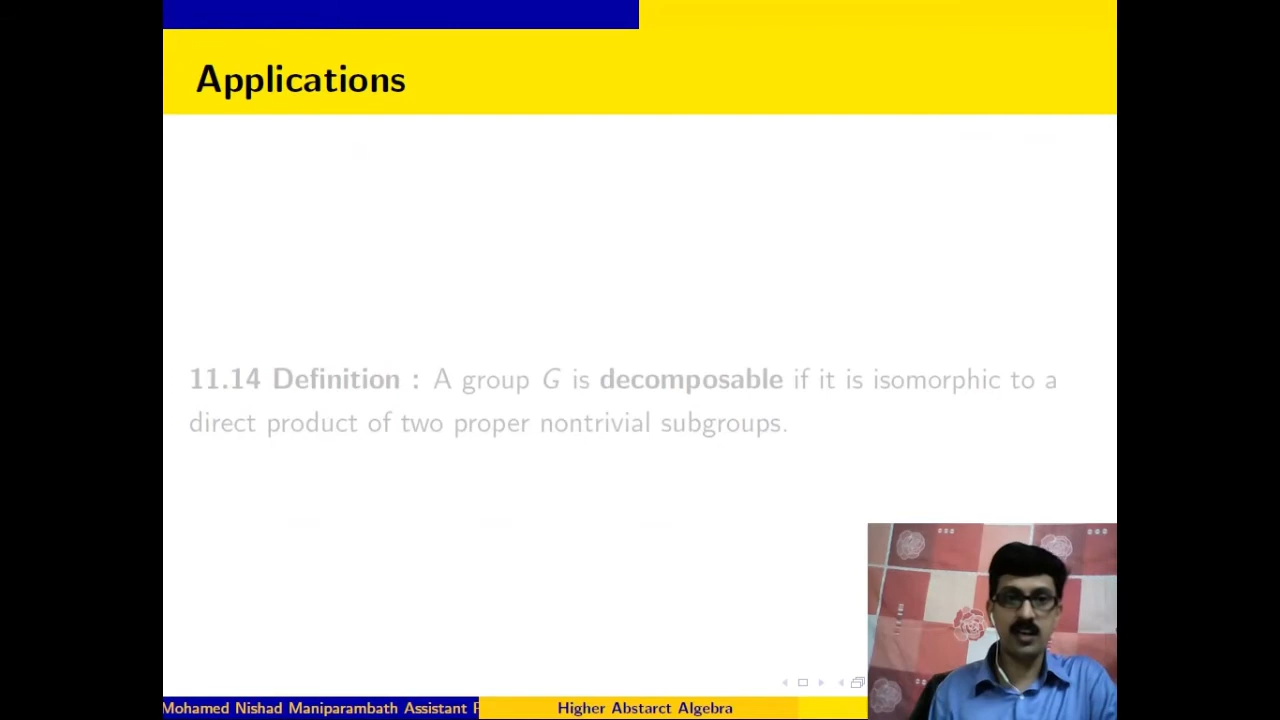 Applications
11.14 Definition : A group G is decomposable if it is isomorphic to a
direct product of two proper nontrivial subgroups.
Mohamed Nishad Maniparambath Assistant P
Higher Abstarct Algebra